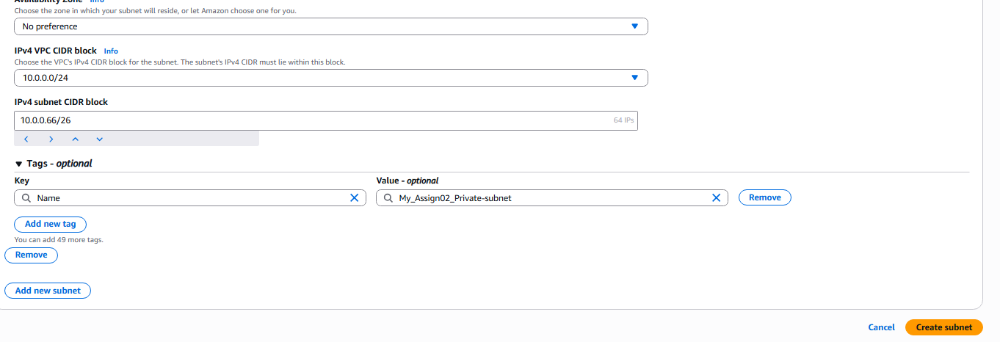 Availability Zone Info
Choose the zone in which your subnet will reside, or let Amazon choose one for you.
No preference
IPv4 VPC CIDR block Info
Choose the VPC's IPv4 CIDR block for the subnet. The subnet's IPv4 CIDR must lie within this block.
10.0.0.0/24
IPv4 subnet CIDR block
10.0.0.66/26 64 IPs
Tags - optional
Key Value - optional
Name My_Assign02_Private-subnet Remove
Add new tag
You can add 49 more tags.
Remove
Add new subnet
Cancel Create subnet